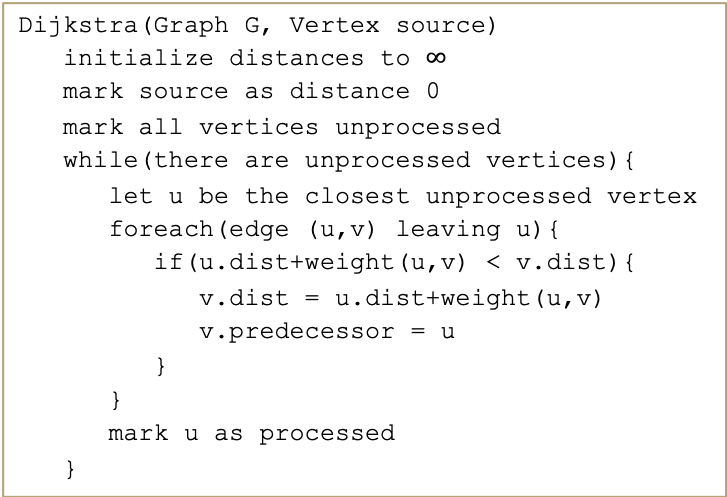 Dijkstra(Graph G, Vertex source)
   initialize distances to ∞
   mark source as distance 0
   mark all vertices unprocessed
   while(there are unprocessed vertices){
      let u be the closest unprocessed vertex
      foreach(edge (u,v) leaving u){
         if(u.dist+weight(u,v) < v.dist){
            v.dist = u.dist+weight(u,v)
            v.predecessor = u
         }
      }
      mark u as processed
   }